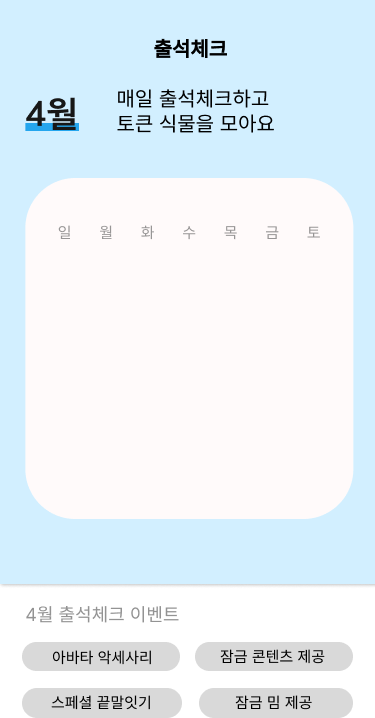 출석체크
4월
매일 출석체크하고
토큰 식물을 모아요
일 월 화 수 목 금 토
4월 출석체크 이벤트
아바타 악세사리
잠금 콘텐츠 제공
스페셜 끝말잇기
잠금 밈 제공